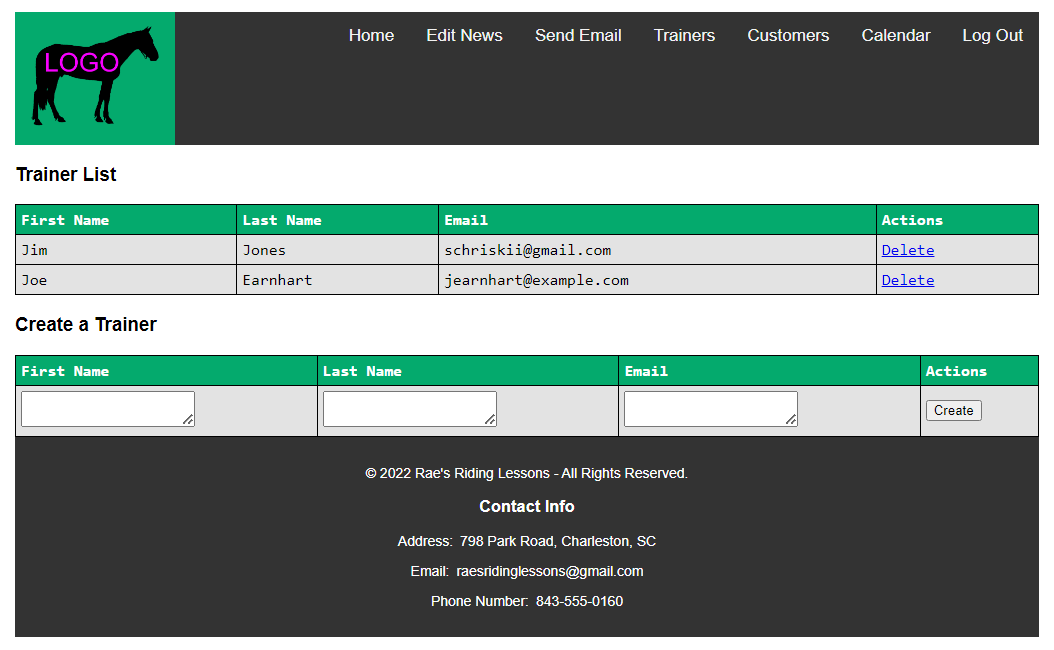 LOGO
Home Edit News Send Email Trainers Customers Calendar Log Out
Trainer List
First Name Last Name Email Actions
Jim Jones schriskii@gmail.com Delete
Joe Earnhart jearnhart@example.com Delete
Create a Trainer
First Name Last Name Email Actions
Create
© 2022 Rae's Riding Lessons - All Rights Reserved.
Contact Info
Address: 798 Park Road, Charleston, SC
Email: raesridinglessons@gmail.com
Phone Number: 843-555-0160